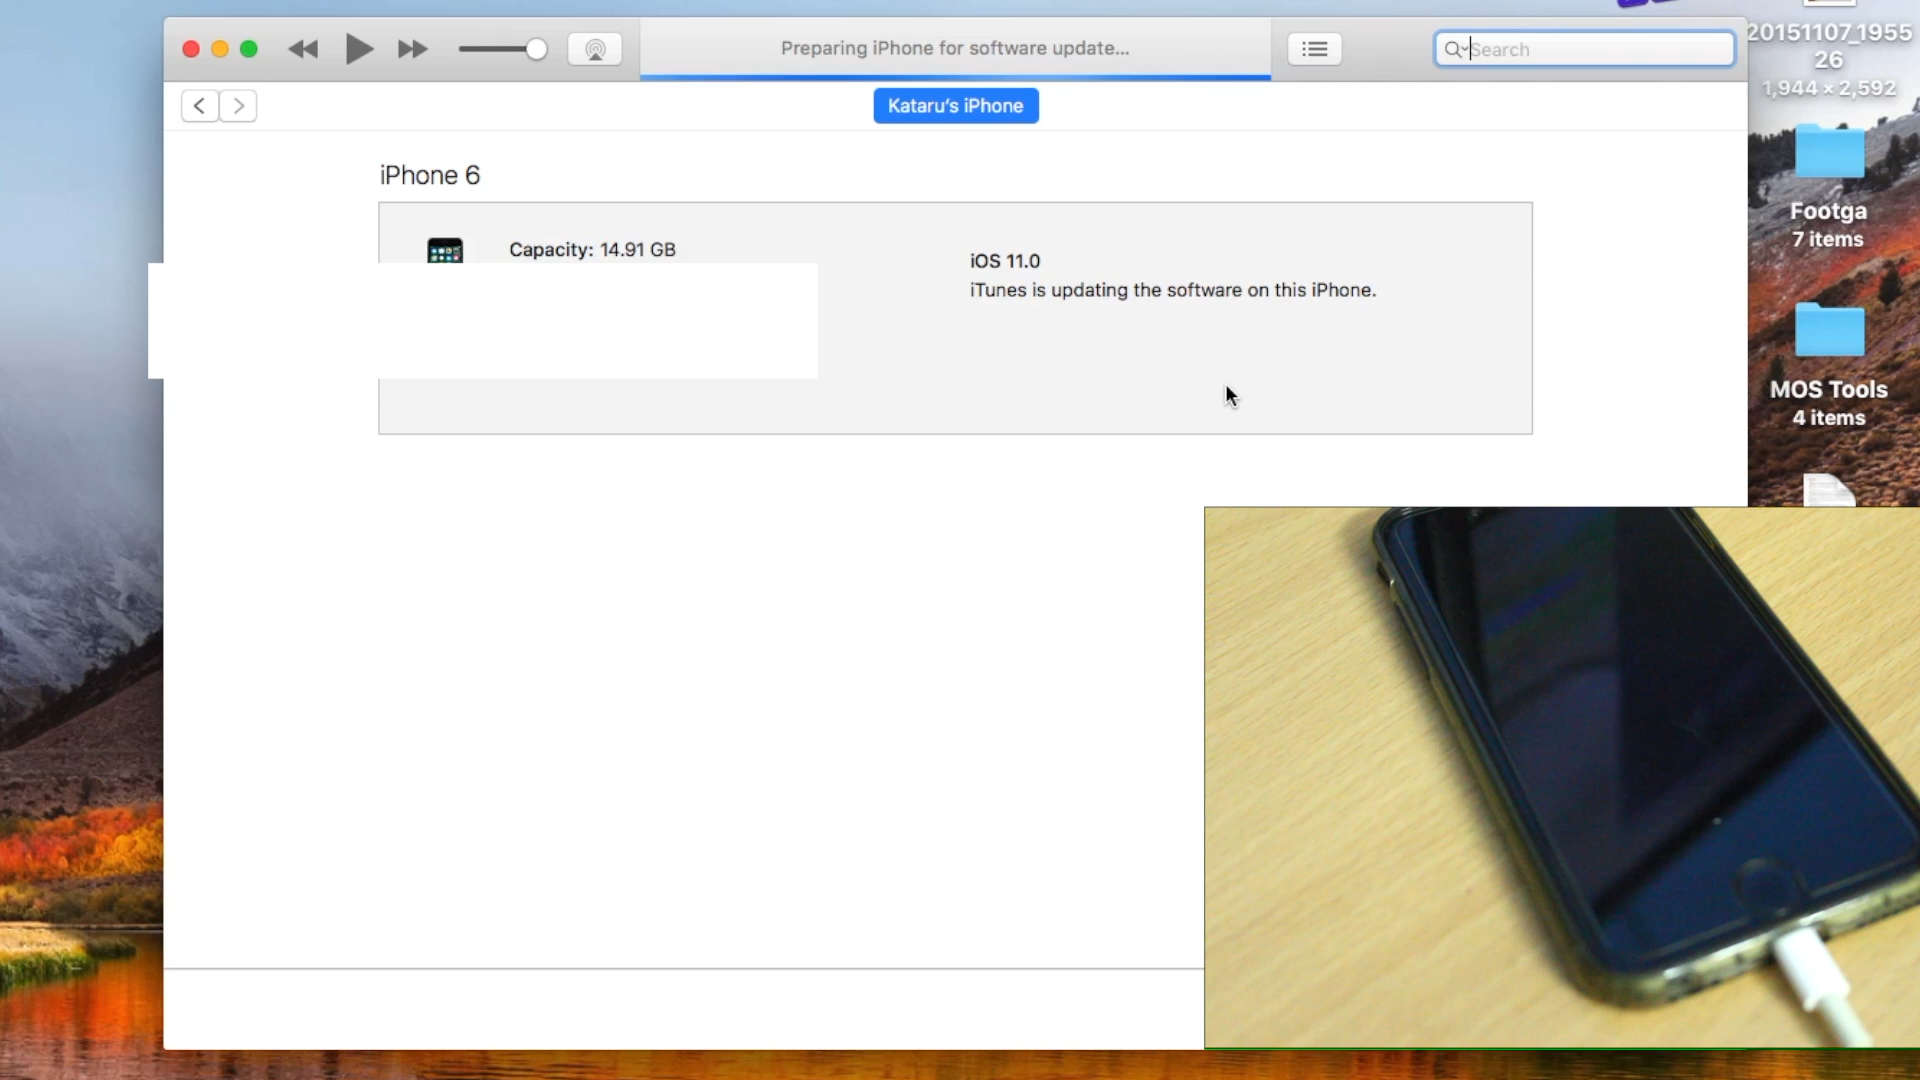 Preparing iPhone for software update...
Search
Kataru's iPhone
iPhone 6
Capacity: 14.91 GB
iOS 11.0
iTunes is updating the software on this iPhone.
20151107_1955
26
1,944 × 2,592
Footga
7 items
MOS Tools
4 items